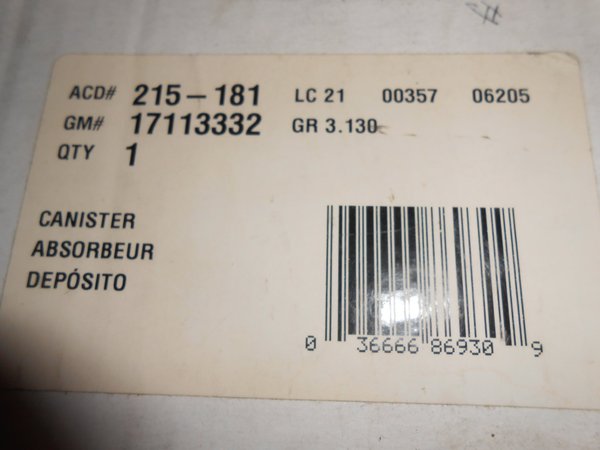 ACD# 215-181 LC 21 00357 06205
GM# 17113332 GR 3.130
QTY 1
CANISTER
ABSORBEUR
DEPÓSITO
0 36666 86930 9